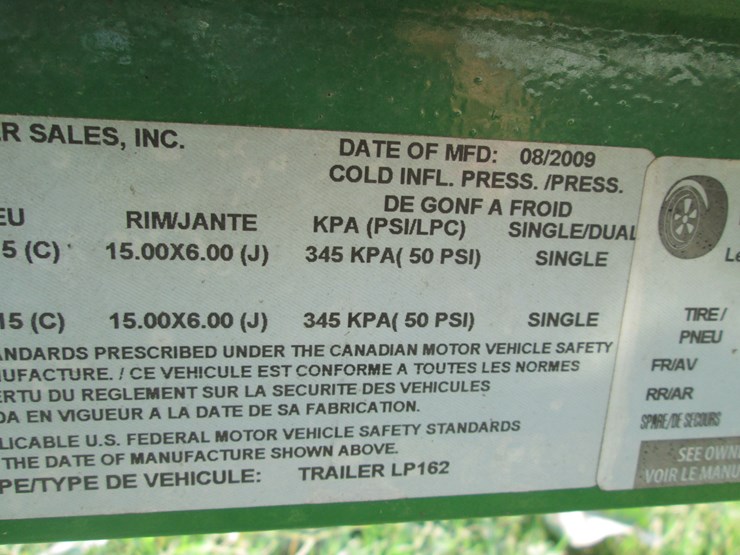 R SALES, INC.
DATE OF MFD: 08/2009
COLD INFL. PRESS. /PRESS.
DE GONF A FROID
EU RIM/JANTE KPA (PSI/LPC) SINGLE/DUAL
5 (C) 15.00X6.00 (J) 345 KPA( 50 PSI) SINGLE
15 (C) 15.00X6.00 (J) 345 KPA( 50 PSI) SINGLE
ANDARDS PRESCRIBED UNDER THE CANADIAN MOTOR VEHICLE SAFETY
UFACTURE. / CE VEHICULE EST CONFORME A TOUTES LES NORMES
ERTU DU REGLEMENT SUR LA SECURITE DES VEHICULES
DA EN VIGUEUR A LA DATE DE SA FABRICATION.
LICABLE U.S. FEDERAL MOTOR VEHICLE SAFETY STANDARDS
THE DATE OF MANUFACTURE SHOWN ABOVE.
PE/TYPE DE VEHICULE: TRAILER LP162
Le
TIRE /
PNEU
FR/AV
RR/AR
SPARE/DE SECOURS
SEE OWN
VOIR LE MANU